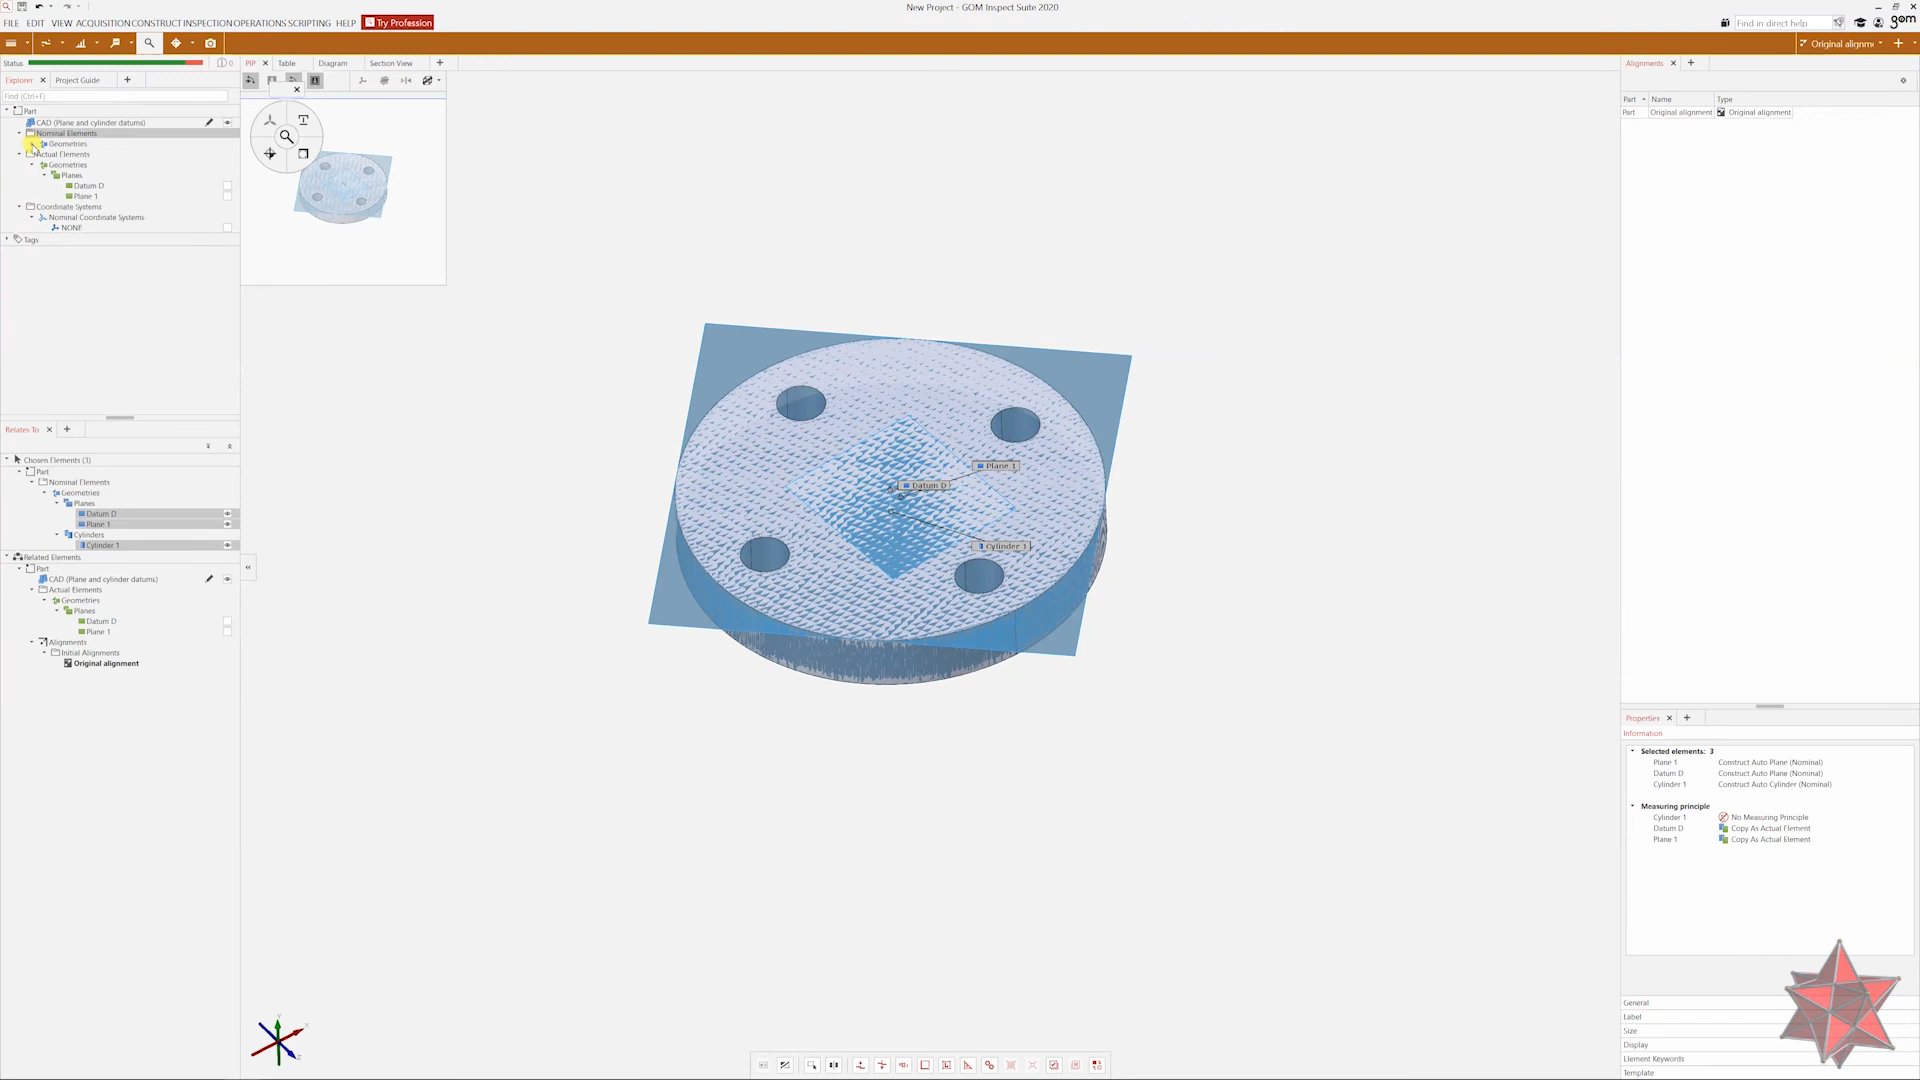 New Project - GOM Inspect Suite 2020
FILE EDIT VIEW ACQUISITION CONSTRUCT INSPECTION OPERATIONS SCRIPTING HELP Try Profession
Find in direct help
gom
Original alignm
Status 0
PIP Table Diagram Section View
Alignments
Explorer Project Guide
Find (Ctrl+F)
Part Name Type
Part Original alignment Original alignment
Part
CAD (Plane and cylinder datums)
Nominal Elements
Geometries
Actual Elements
Geometries
Planes
Datum D
Plane 1
Coordinate Systems
Nominal Coordinate Systems
NONE
Tags
Relates To
Chosen Elements (3)
Part
Nominal Elements
Geometries
Planes
Datum D
Plane 1
Cylinders
Cylinder 1
Related Elements
Part
CAD (Plane and cylinder datums)
Actual Elements
Geometries
Planes
Datum D
Plane 1
Alignments
Initial Alignments
Original alignment
Plane 1
Datum D
Cylinder 1
Properties
Information
Selected elements: 3
Plane 1 Construct Auto Plane (Nominal)
Datum D Construct Auto Plane (Nominal)
Cylinder 1 Construct Auto Cylinder (Nominal)
Measuring principle
Cylinder 1 No Measuring Principle
Datum D Copy As Actual Element
Plane 1 Copy As Actual Element
General
Label
Size
Display
Element Keywords
Template